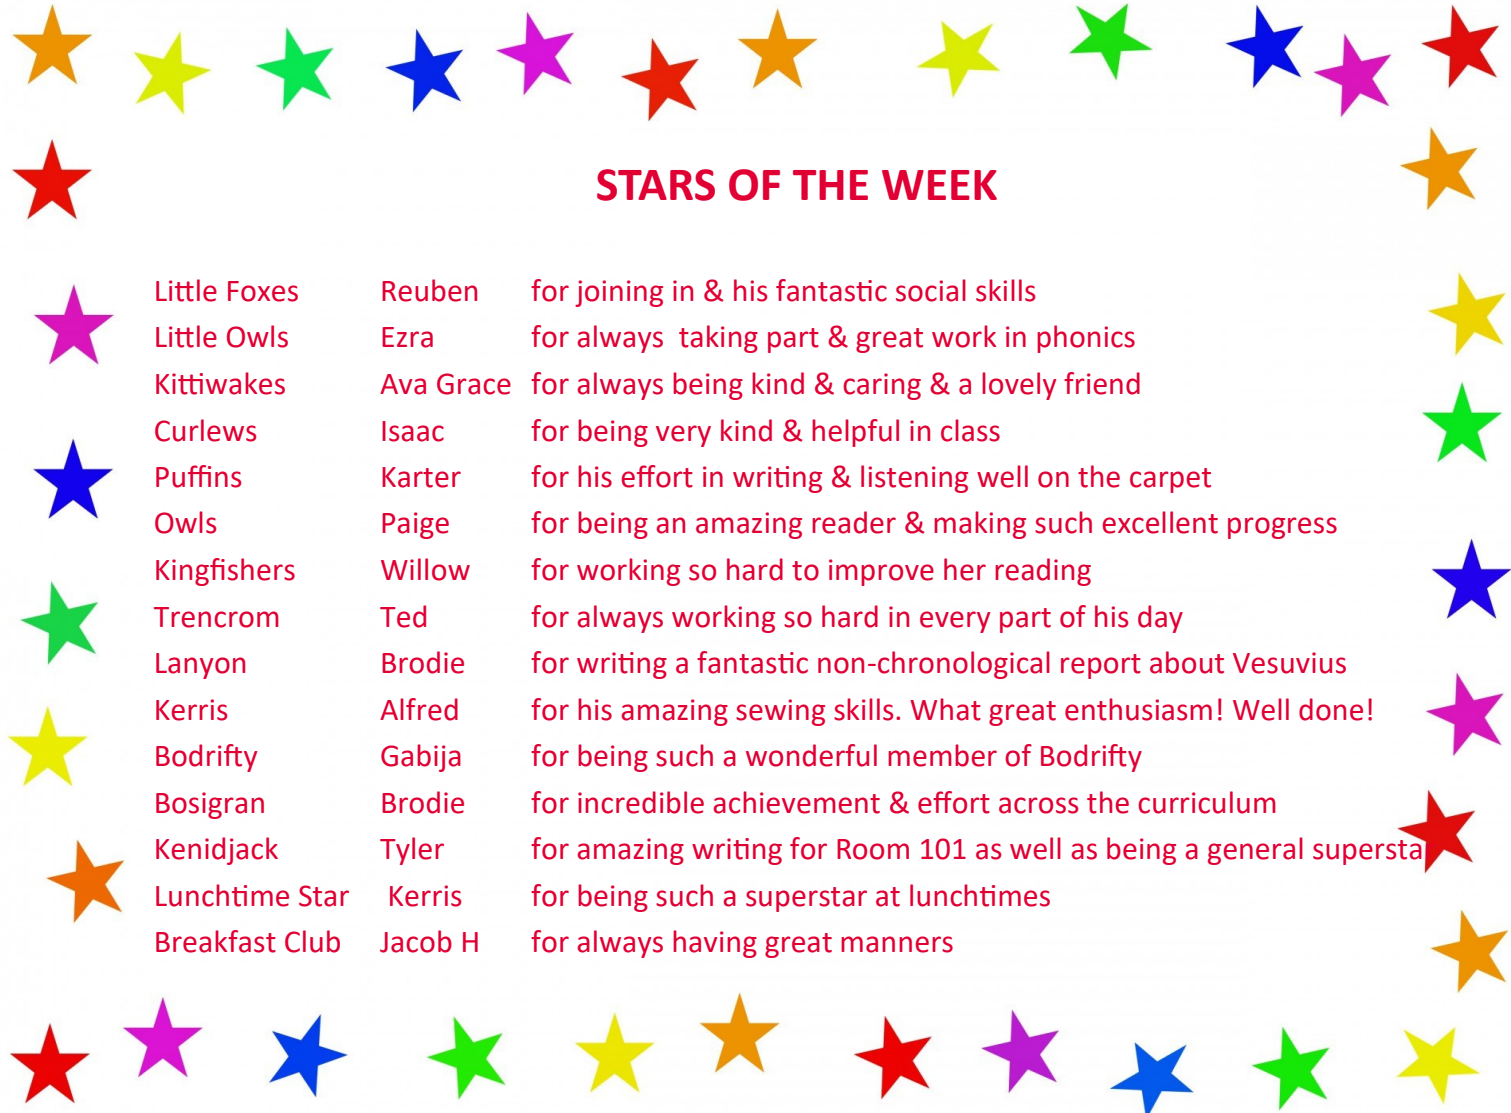 STARS OF THE WEEK
Little Foxes Reuben for joining in & his fantastic social skills
Little Owls Ezra for always taking part & great work in phonics
Kittiwakes Ava Grace for always being kind & caring & a lovely friend
Curlews Isaac for being very kind & helpful in class
Puffins Karter for his effort in writing & listening well on the carpet
Owls Paige for being an amazing reader & making such excellent progress
Kingfishers Willow for working so hard to improve her reading
Trencrom Ted for always working so hard in every part of his day
Lanyon Brodie for writing a fantastic non-chronological report about Vesuvius
Kerris Alfred for his amazing sewing skills. What great enthusiasm! Well done!
Bodrifty Gabija for being such a wonderful member of Bodrifty
Bosigran Brodie for incredible achievement & effort across the curriculum
Kenidjack Tyler for amazing writing for Room 101 as well as being a general supersta
Lunchtime Star Kerris for being such a superstar at lunchtimes
Breakfast Club Jacob H for always having great manners